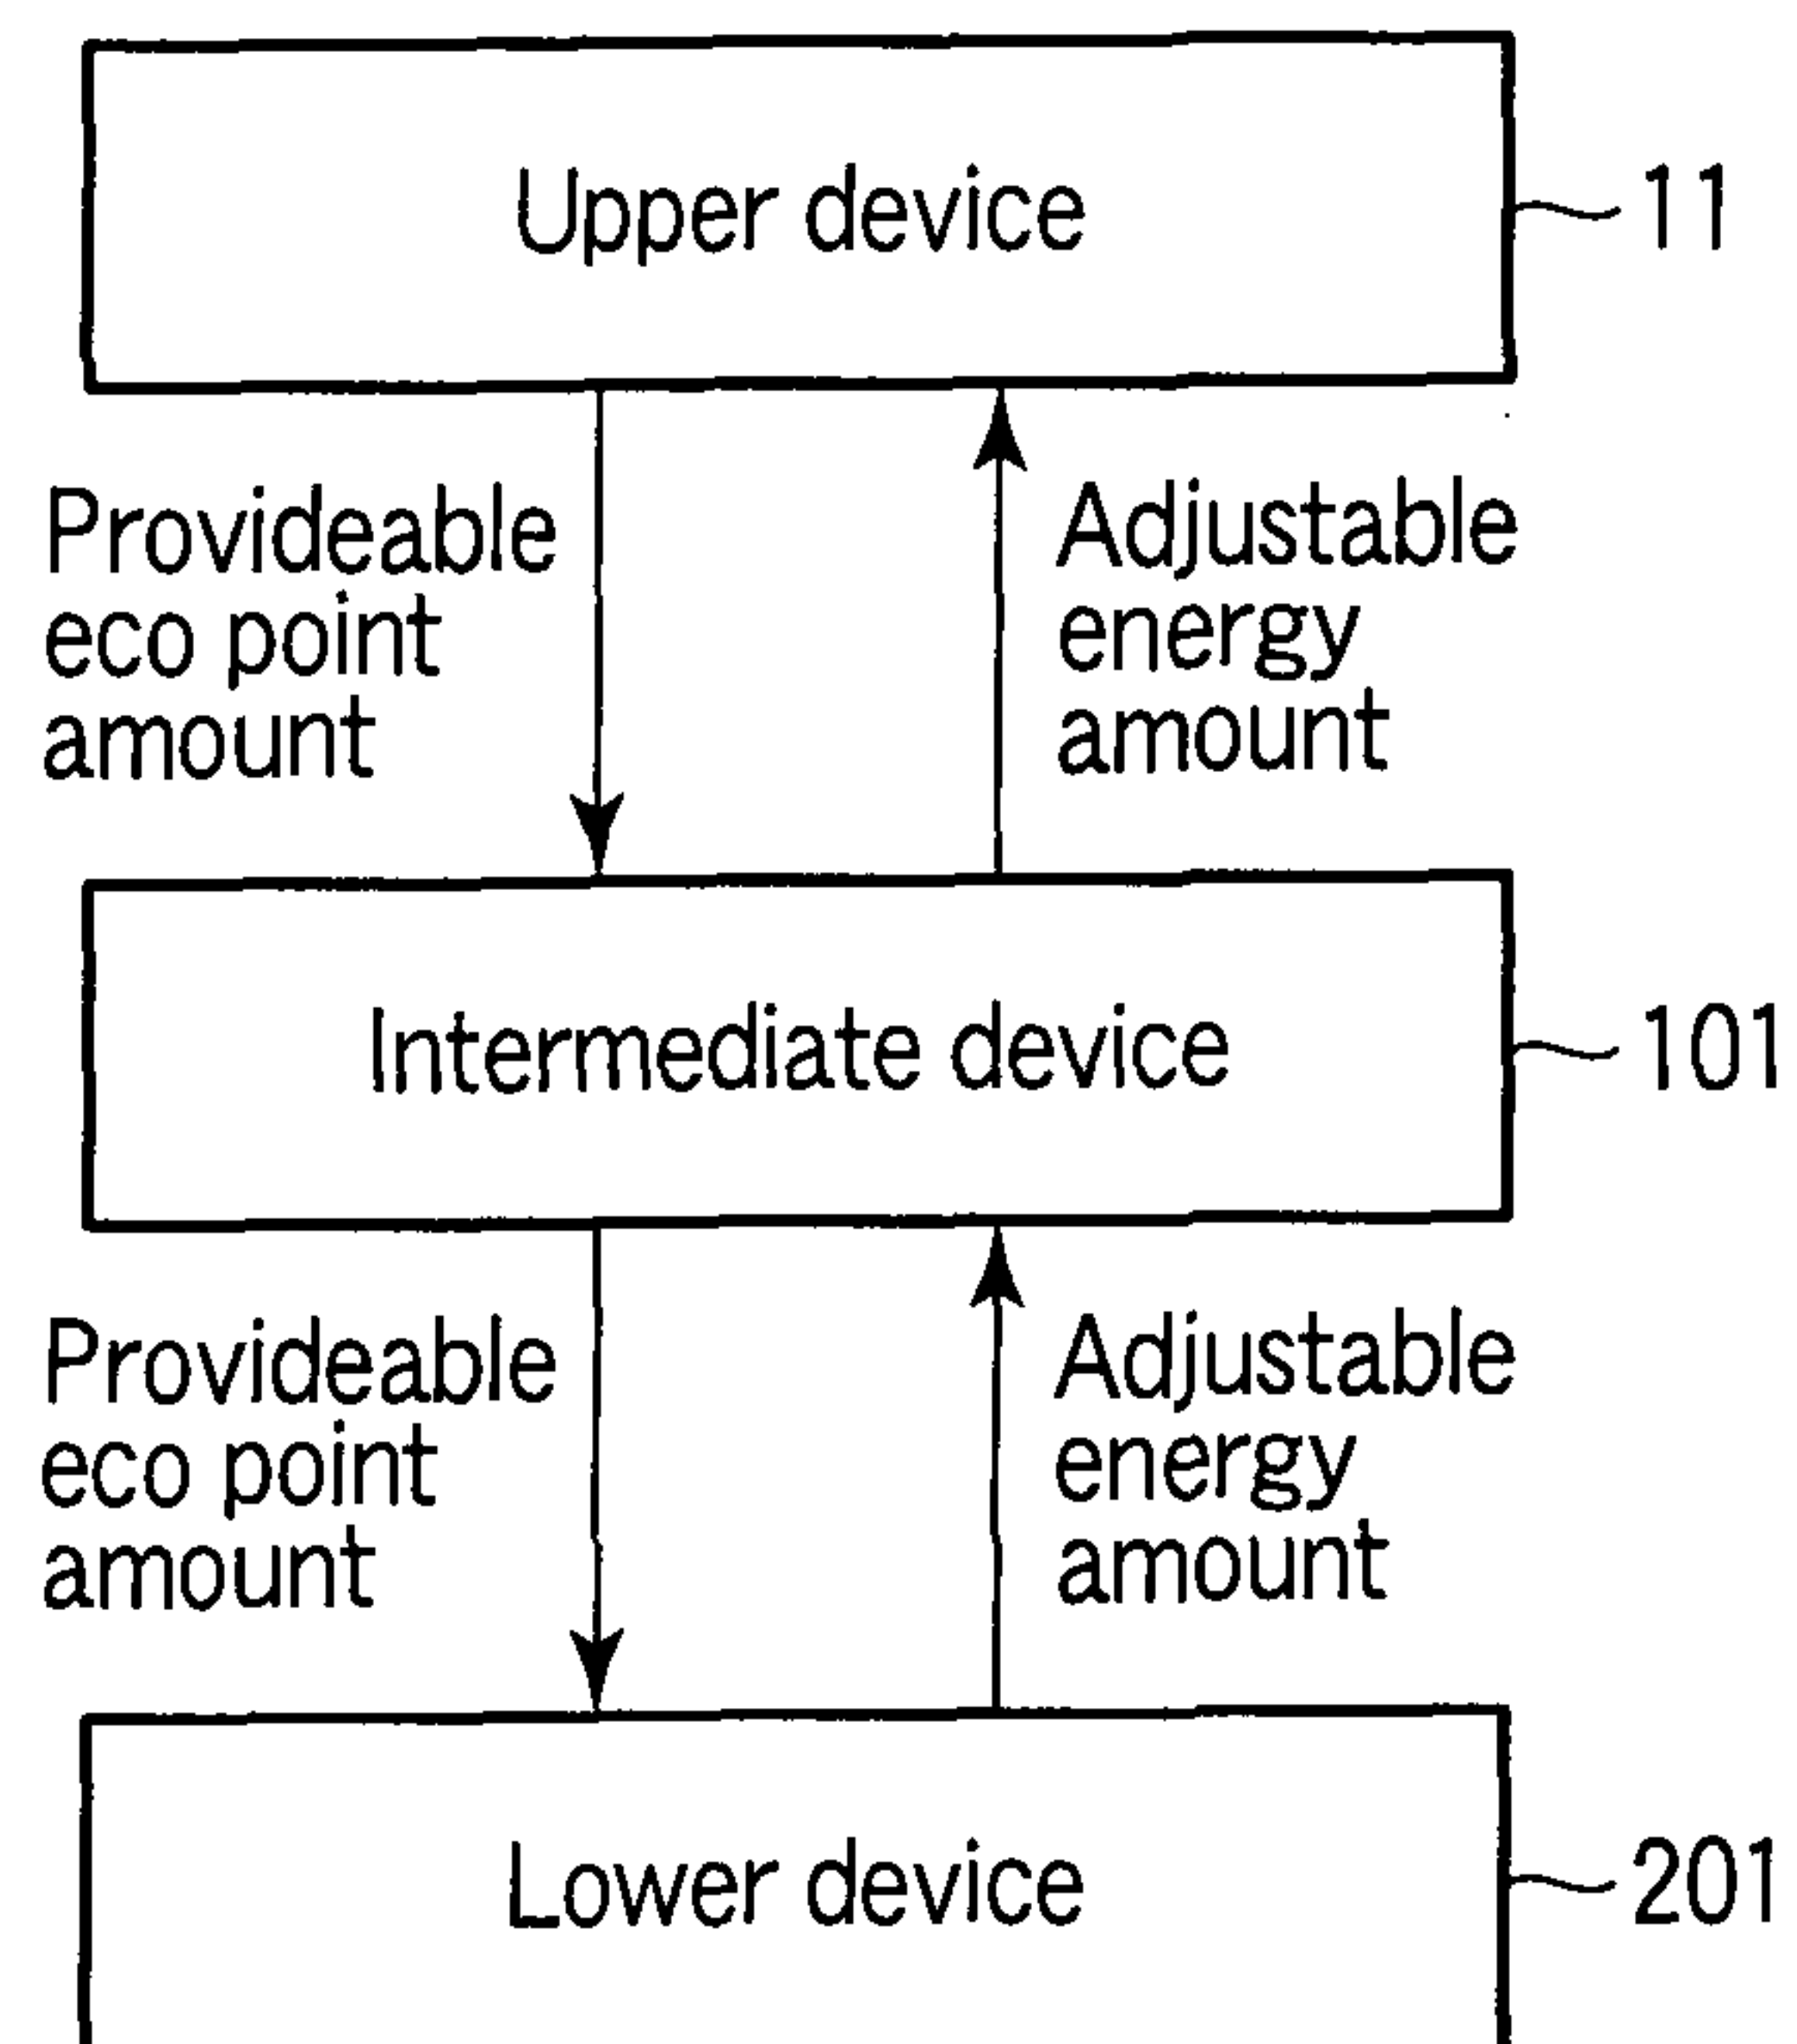 Upper device
11
Provideable
eco point
amount
Adjustable
energy
amount
Intermediate device
101
Provideable
eco point
amount
Adjustable
energy
amount
Lower device
201